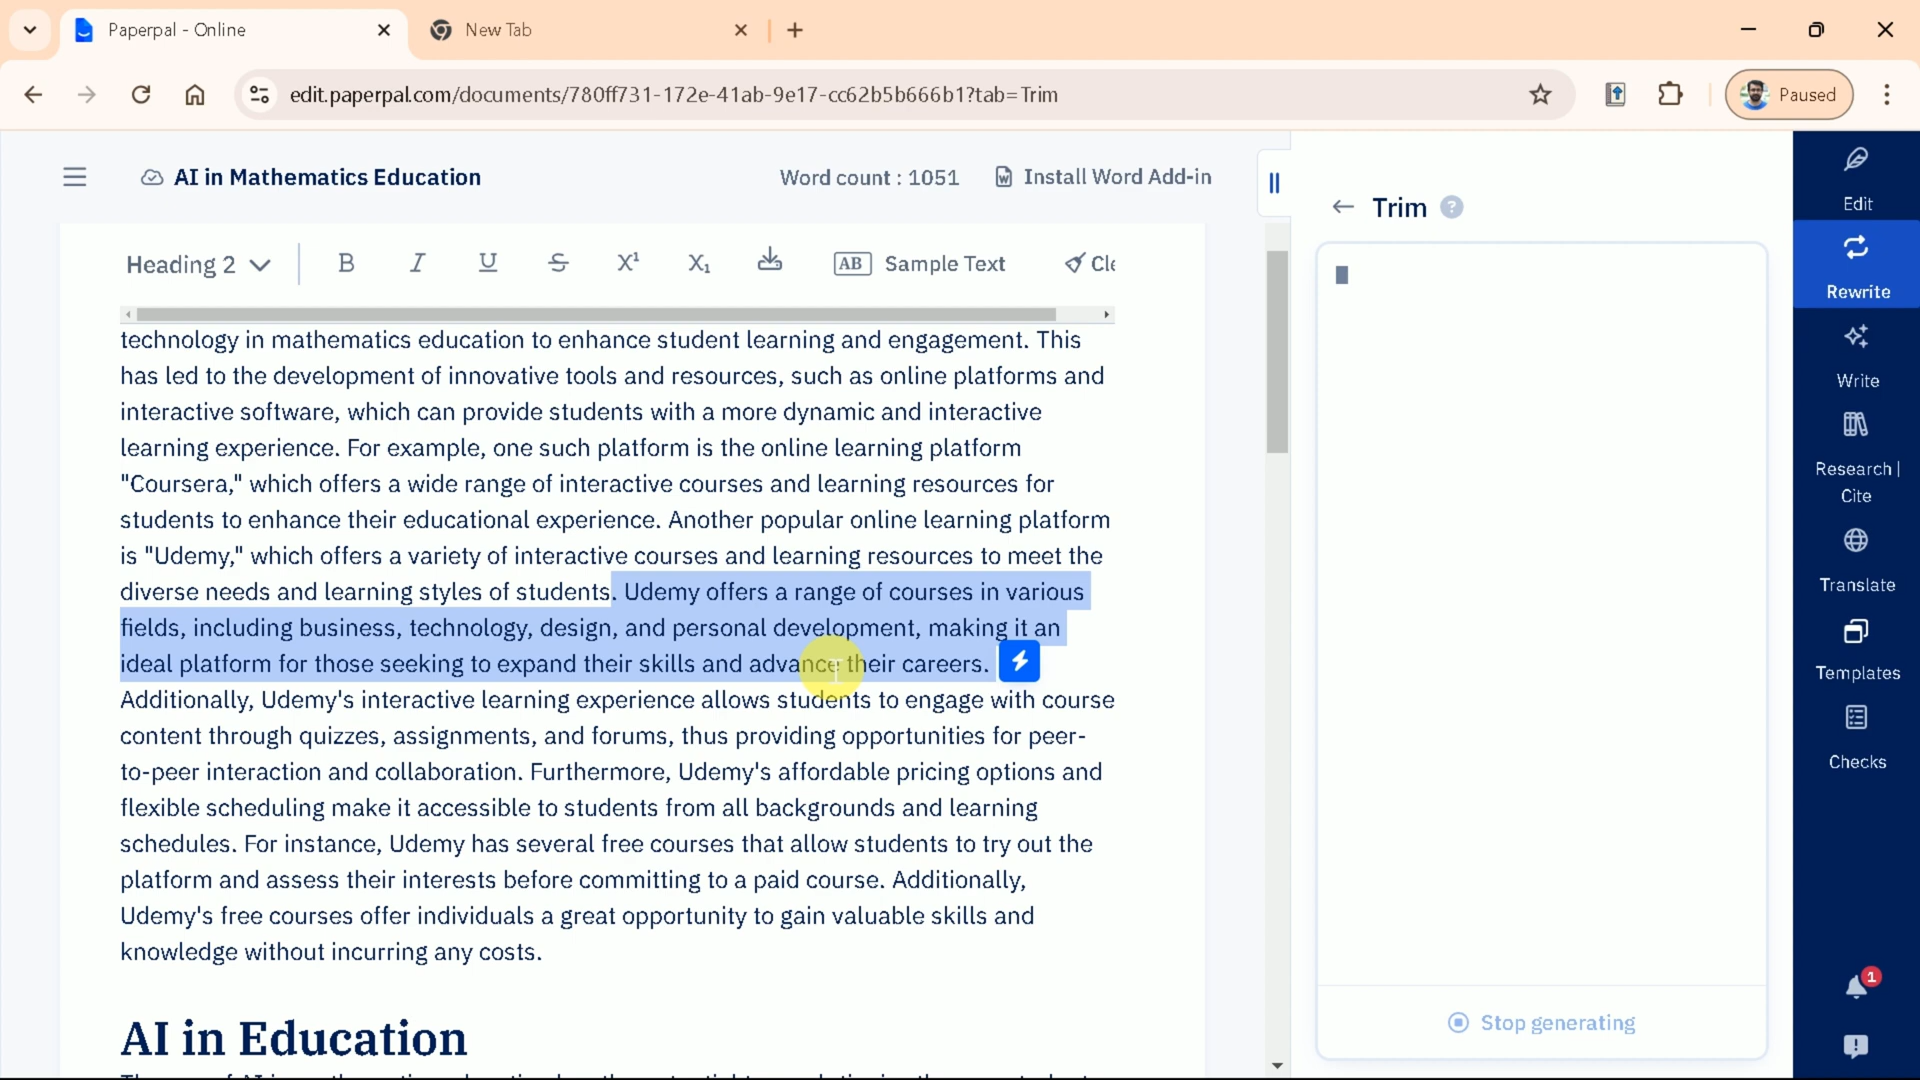 Paperpal - Online
New Tab
edit.paperpal.com/documents/780ff731-172e-41ab-9e17-cc62b5b666b1?tab=Trim
Paused
AI in Mathematics Education
Word count : 1051
Install Word Add-in
Heading 2
B I U S X¹ X₁ AB Sample Text Cle
technology in mathematics education to enhance student learning and engagement. This
has led to the development of innovative tools and resources, such as online platforms and
interactive software, which can provide students with a more dynamic and interactive
learning experience. For example, one such platform is the online learning platform
"Coursera," which offers a wide range of interactive courses and learning resources for
students to enhance their educational experience. Another popular online learning platform
is "Udemy," which offers a variety of interactive courses and learning resources to meet the
diverse needs and learning styles of students. Udemy offers a range of courses in various
fields, including business, technology, design, and personal development, making it an
ideal platform for those seeking to expand their skills and advance their careers.
Additionally, Udemy's interactive learning experience allows students to engage with course
content through quizzes, assignments, and forums, thus providing opportunities for peer-
to-peer interaction and collaboration. Furthermore, Udemy's affordable pricing options and
flexible scheduling make it accessible to students from all backgrounds and learning
schedules. For instance, Udemy has several free courses that allow students to try out the
platform and assess their interests before committing to a paid course. Additionally,
Udemy's free courses offer individuals a great opportunity to gain valuable skills and
knowledge without incurring any costs.
AI in Education
Trim ?
Stop generating
Edit
Rewrite
Write
Research |
Cite
Translate
Templates
Checks
1